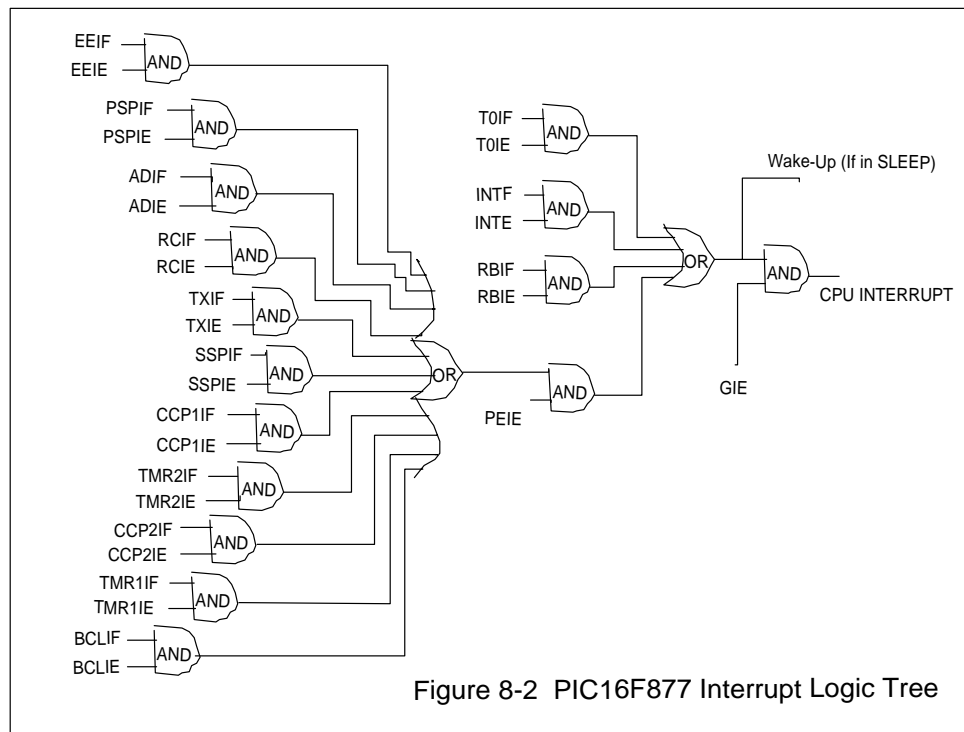 EEIF
EEIE
AND
PSPIF
PSPIE
AND
ADIF
ADIE
AND
RCIF
RCIE
AND
TXIF
TXIE
AND
SSPIF
SSPIE
AND
CCP1IF
CCP1IE
AND
TMR2IF
TMR2IE
AND
CCP2IF
CCP2IE
AND
TMR1IF
TMR1IE
AND
BCLIF
BCLIE
AND
OR
T0IF
T0IE
AND
INTF
INTE
AND
RBIF
RBIE
AND
PEIE
AND
OR
Wake-Up (If in SLEEP)
AND
CPU INTERRUPT
GIE
Figure 8-2 PIC16F877 Interrupt Logic Tree